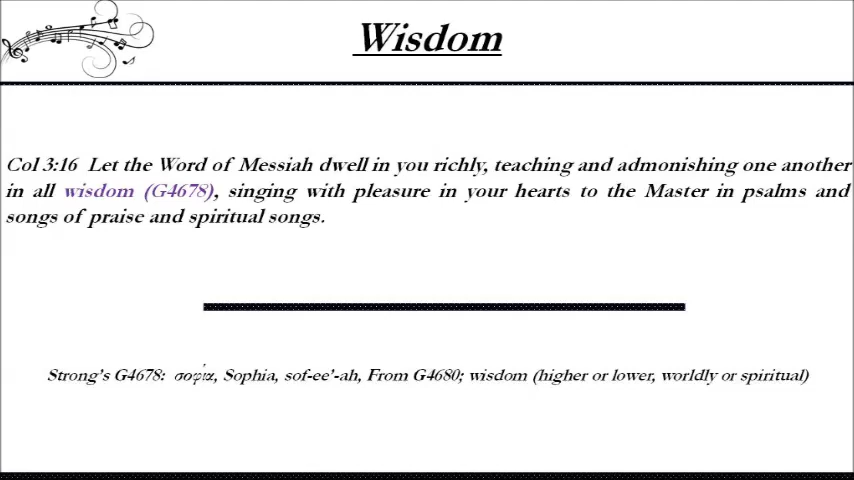 Wisdom
Col 3:16 Let the Word of Messiah dwell in you richly, teaching and admonishing one another
in all wisdom (G4678), singing with pleasure in your hearts to the Master in psalms and
songs of praise and spiritual songs.
Strong's G4678: σοφία, Sophia, sof-ee'-ah, From G4680; wisdom (higher or lower, worldly or spiritual)